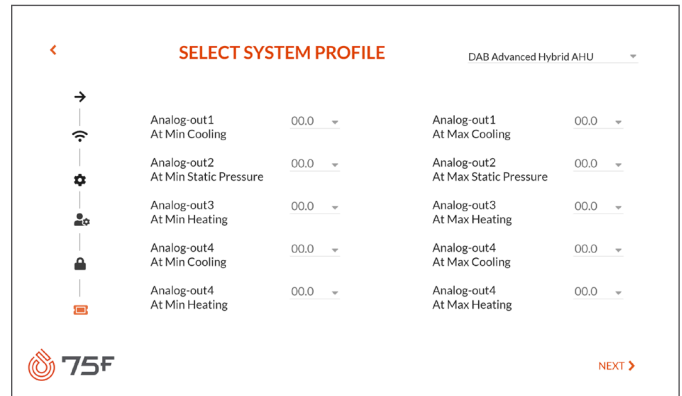 SELECT SYSTEM PROFILE
DAB Advanced Hybrid AHU
Analog-out1
At Min Cooling
00.0
Analog-out1
At Max Cooling
00.0
Analog-out2
At Min Static Pressure
00.0
Analog-out2
At Max Static Pressure
00.0
Analog-out3
At Min Heating
00.0
Analog-out3
At Max Heating
00.0
Analog-out4
At Min Cooling
00.0
Analog-out4
At Max Cooling
00.0
Analog-out4
At Min Heating
00.0
Analog-out4
At Max Heating
00.0
75F
NEXT